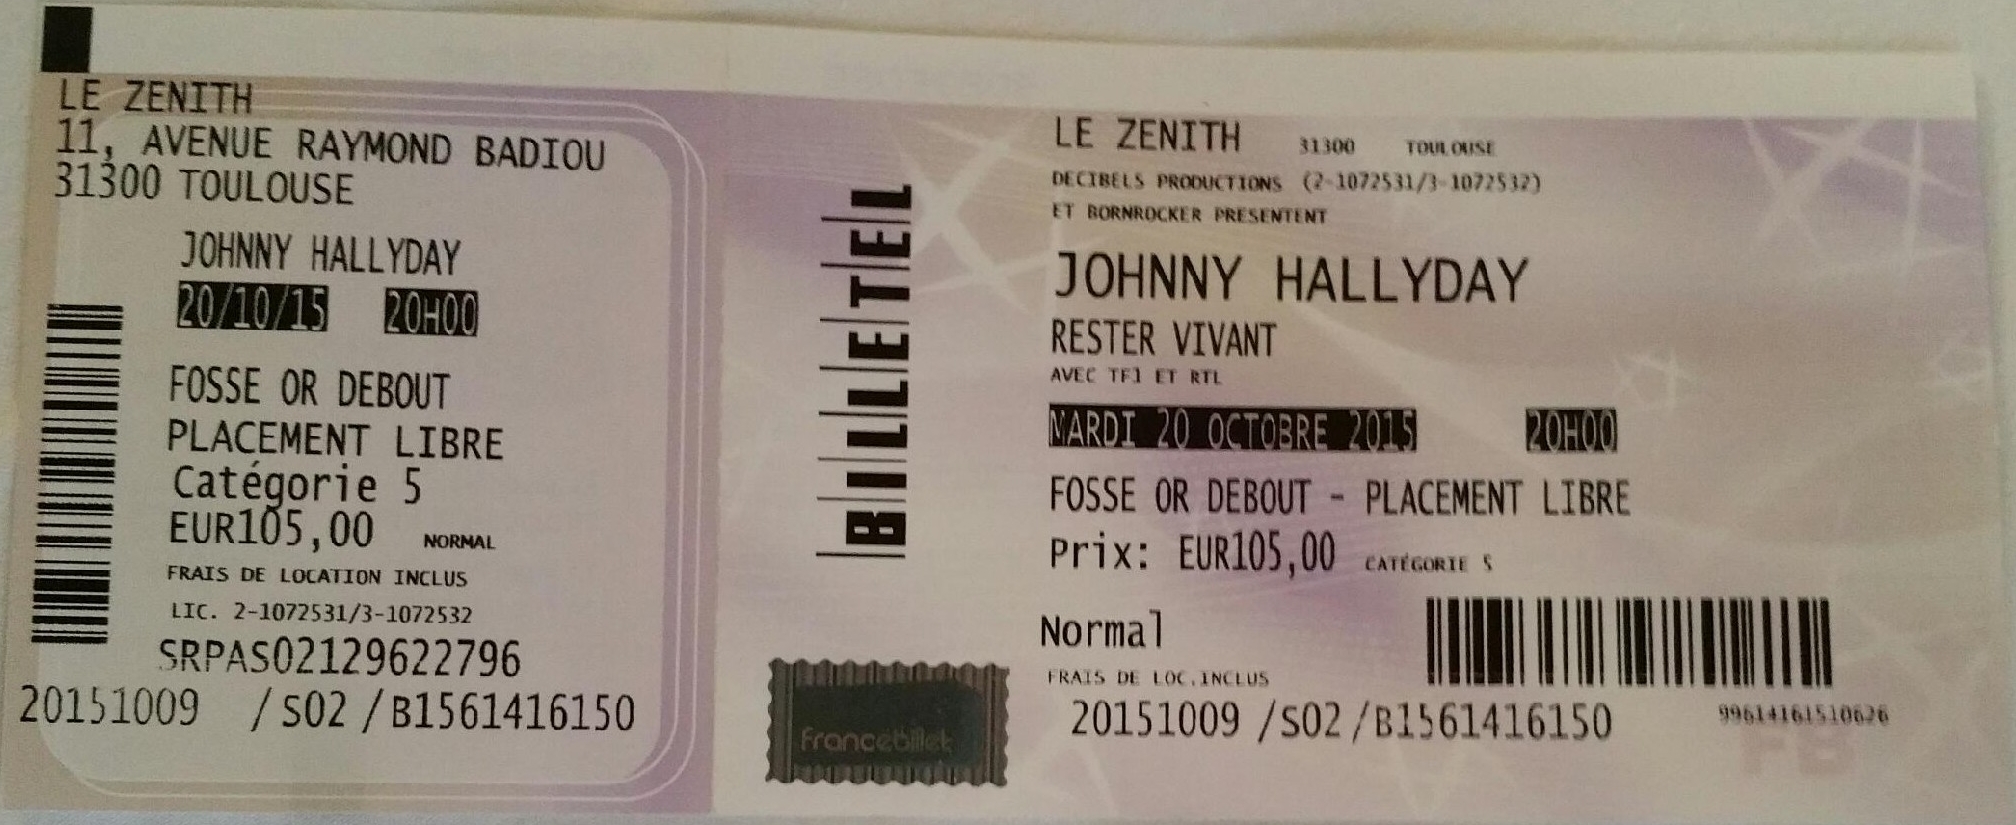 LE ZENITH
11, AVENUE RAYMOND BADIOU
31300 TOULOUSE
JOHNNY HALLYDAY
20/10/15 20H00
FOSSE OR DEBOUT
PLACEMENT LIBRE
Catégorie 5
EUR105,00 NORMAL
FRAIS DE LOCATION INCLUS
LIC. 2-1072531/3-1072532
SRPAS02129622796
20151009 /S02 /B1561416150
BILLETEL
francebillet
LE ZENITH 31300 TOULOUSE
DECIBELS PRODUCTIONS (2-1072531/3-1072532)
ET BORNROCKER PRESENTENT
JOHNNY HALLYDAY
RESTER VIVANT
AVEC TF1 ET RTL
MARDI 20 OCTOBRE 2015 20H00
FOSSE OR DEBOUT - PLACEMENT LIBRE
Prix: EUR105,00 CATÉGORIE 5
Normal
FRAIS DE LOC.INCLUS
20151009 /S02 /B1561416150
99614161510626
FB